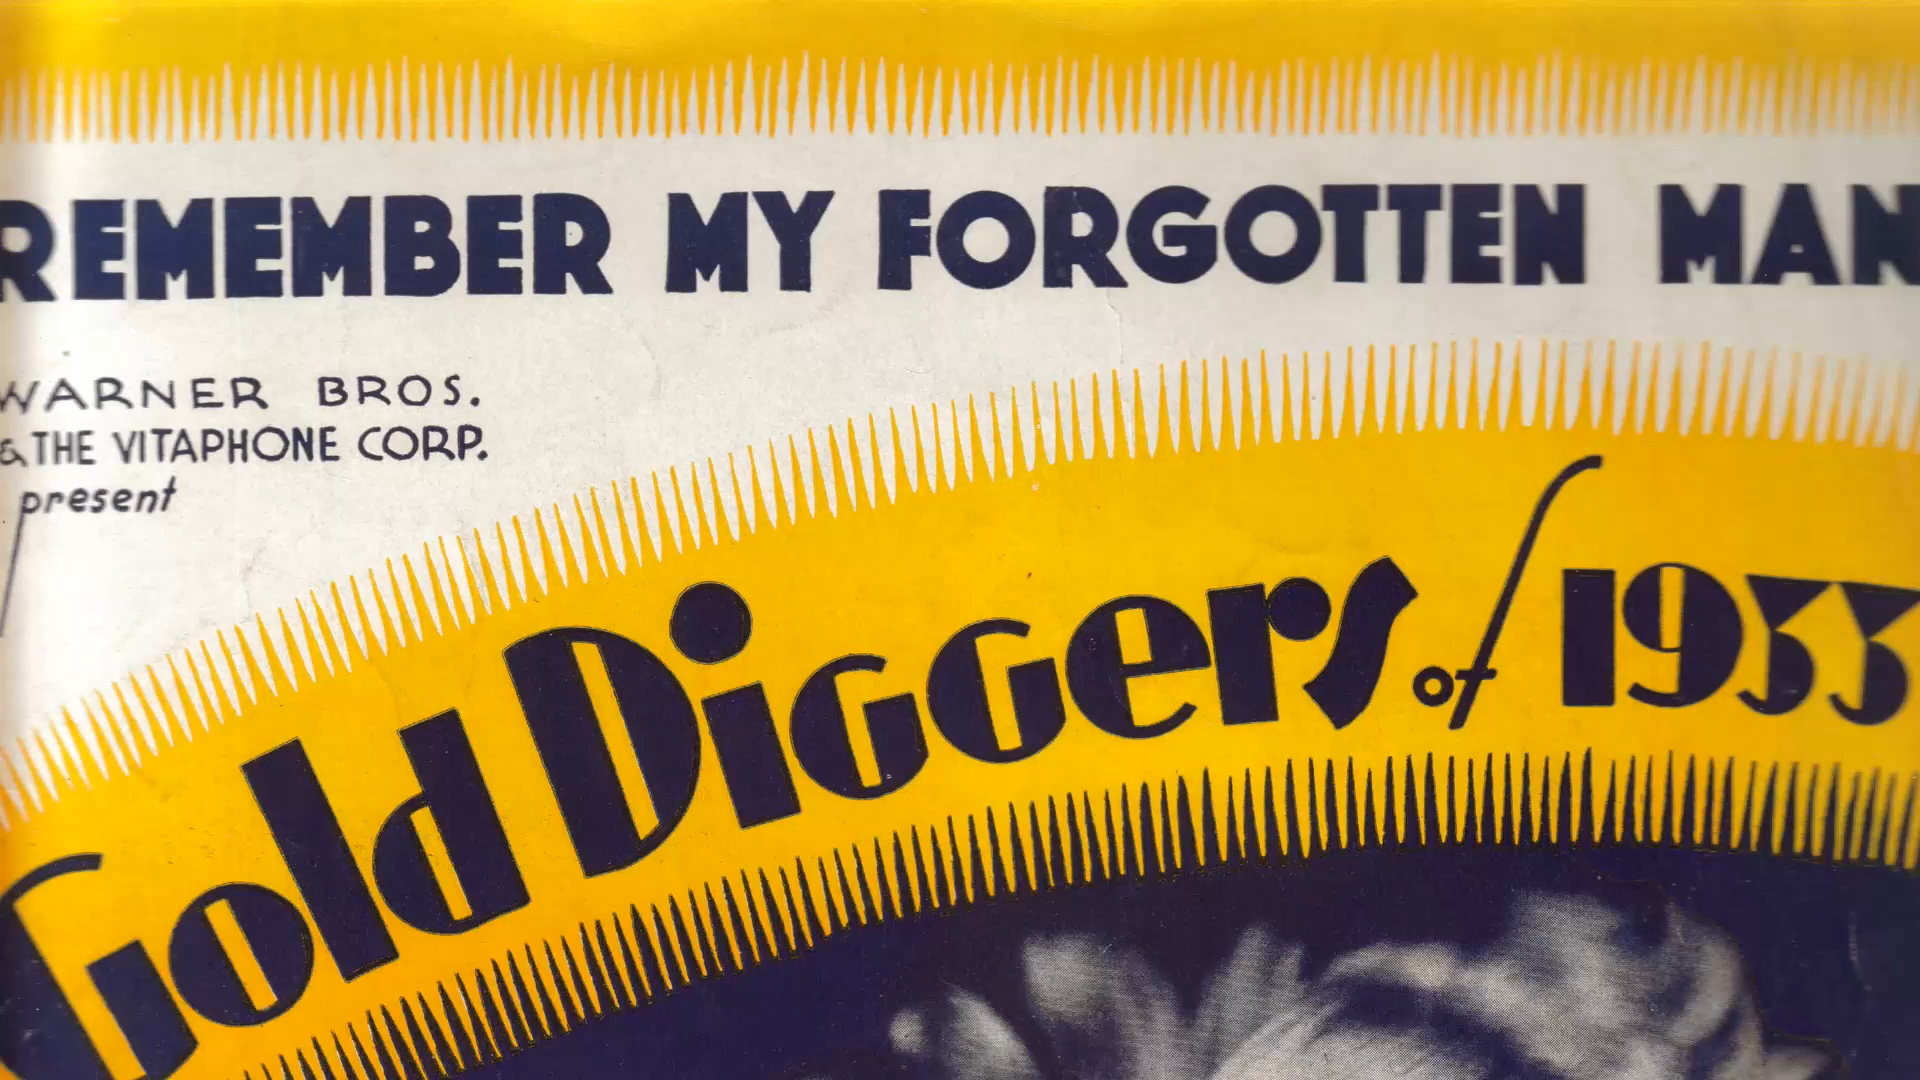 REMEMBER MY FORGOTTEN MAN
WARNER BROS.
& THE VITAPHONE CORP.
present
Gold Diggers of 1933